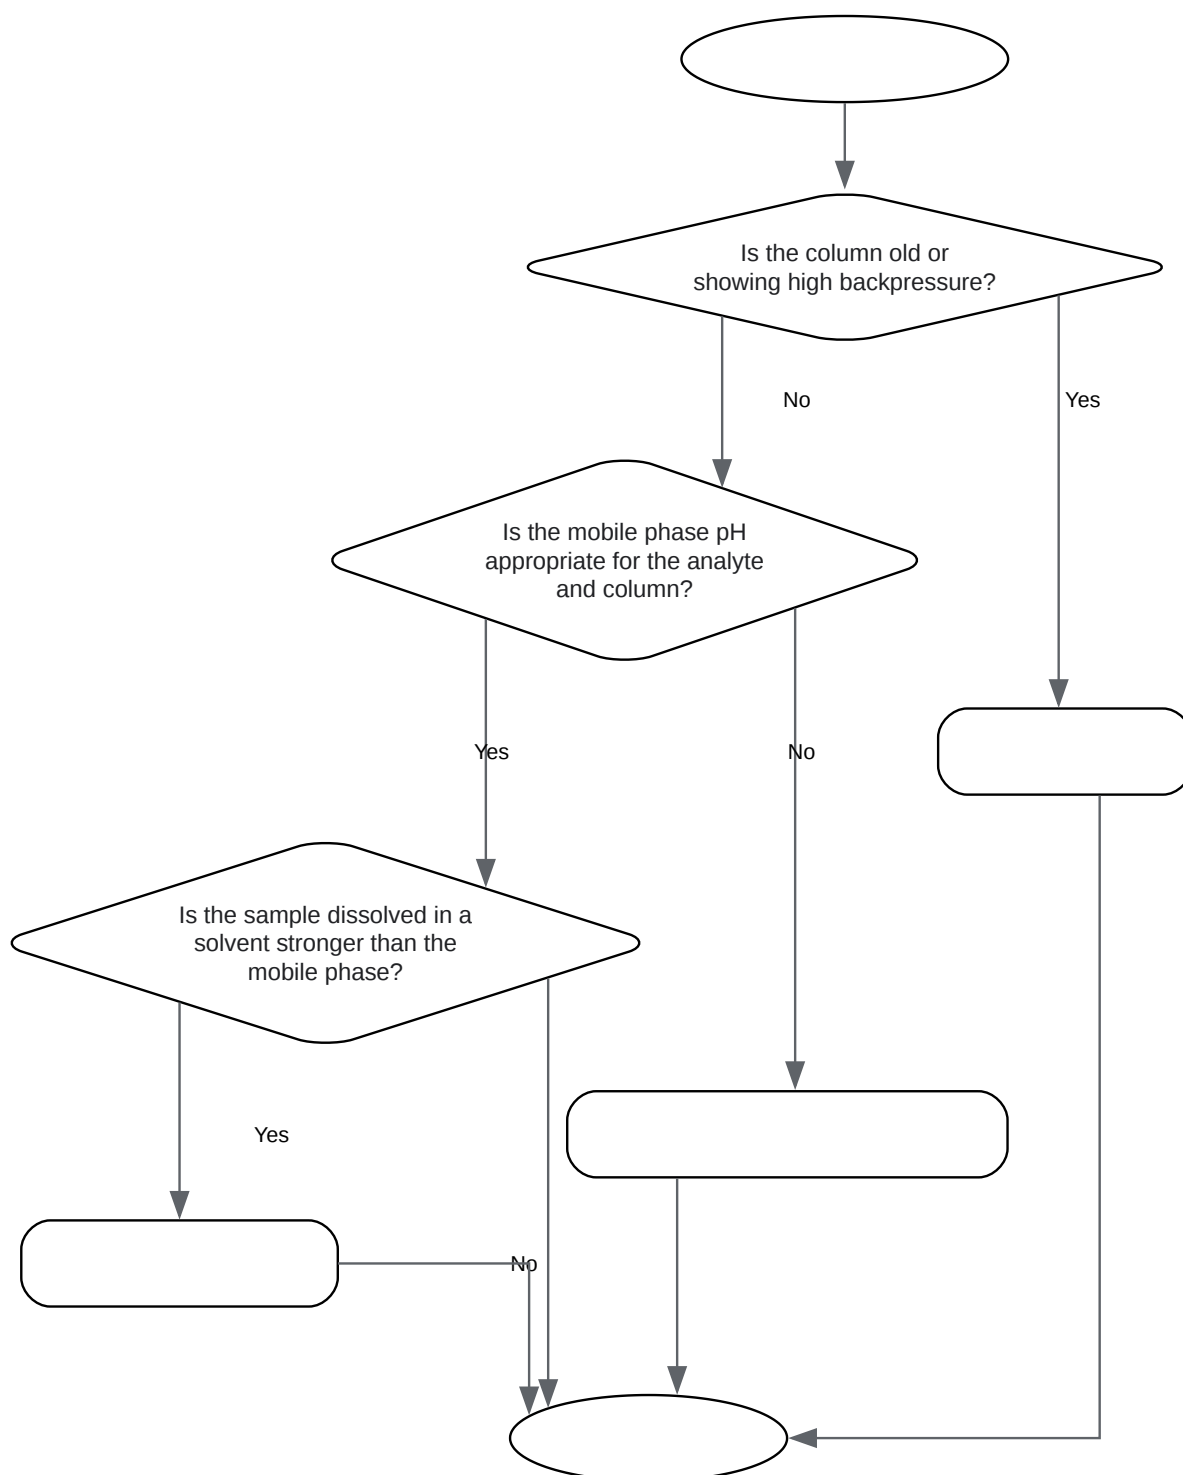 Is the column old or
showing high backpressure?
No
Yes
Is the mobile phase pH
appropriate for the analyte
and column?
Yes
No
Is the sample dissolved in a
solvent stronger than the
mobile phase?
Yes
No